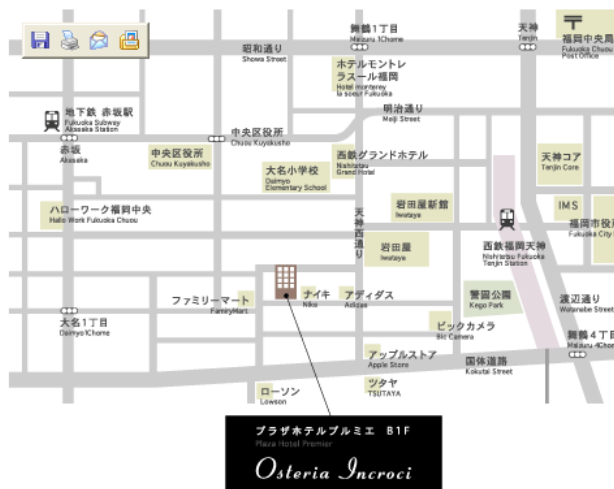 舞鶴1丁目
Maizuru 1Chome
天神
Tenjin
福岡中央局
Fukuoka Chuou
Post Office
昭和通り
Showa Street
ホテルモントレ
ラスール福岡
Hotel monterey
la soeur Fukuoka
地下鉄 赤坂駅
Fukuoka Subway
Akasaka Station
明治通り
Meiji Street
赤坂
Akasaka
中央区役所
Chuou Kuyakusho
中央区役所
Chuou Kuyakusho
西鉄グランドホテル
Nishitetsu
Grand Hotel
天神コア
Tenjin Core
大名小学校
Daimyo
Elementary School
ハローワーク福岡中央
Hallo Work Fukuoka Chuou
天神西通り
岩田屋新館
Iwataya
IMS
福岡市役
Fukuoka City
岩田屋
Iwataya
西鉄福岡天神
Nishitetsu Fukuoka
Tenjin Station
ファミリーマート
FamilyMart
ナイキ
Nike
アディダス
Adidas
警固公園
Kego Park
渡辺通り
Watanabe Street
大名1丁目
Daimyo1Chome
ビックカメラ
Bic Camera
舞鶴4丁目
Maizuru 4Chome
アップルストア
Apple Store
国体道路
Kokutai Street
ローソン
Lowson
ツタヤ
TSUTAYA
プラザホテルプルミエ B1F
Plaza Hotel Premier
Osteria Incroci